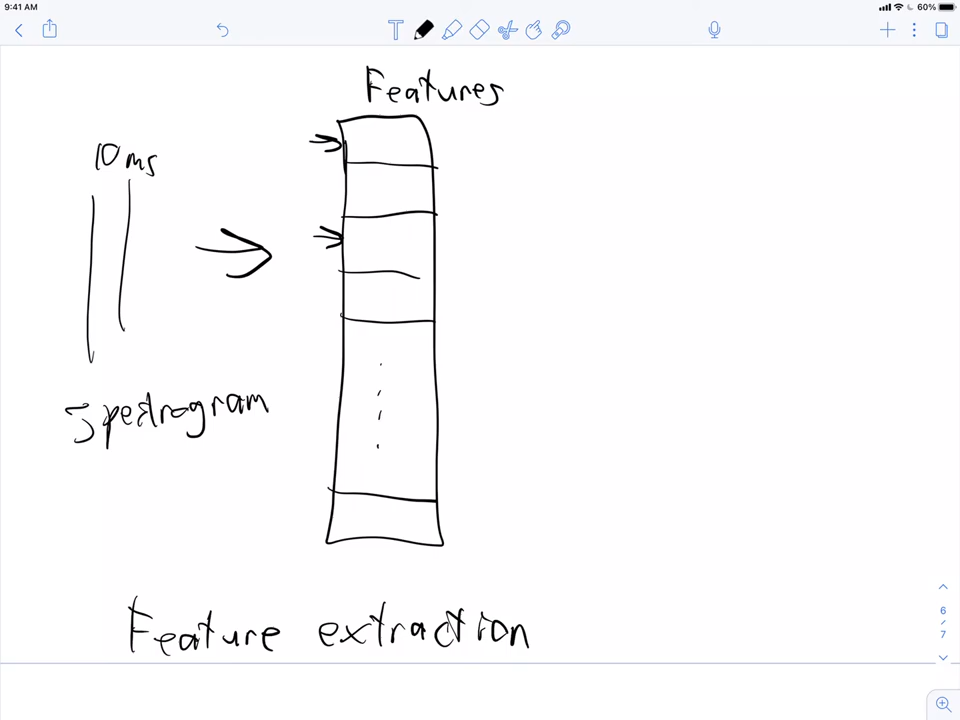 9:41 AM
60%
Features
10ms
Spectrogram
Feature extraction
6
/
7